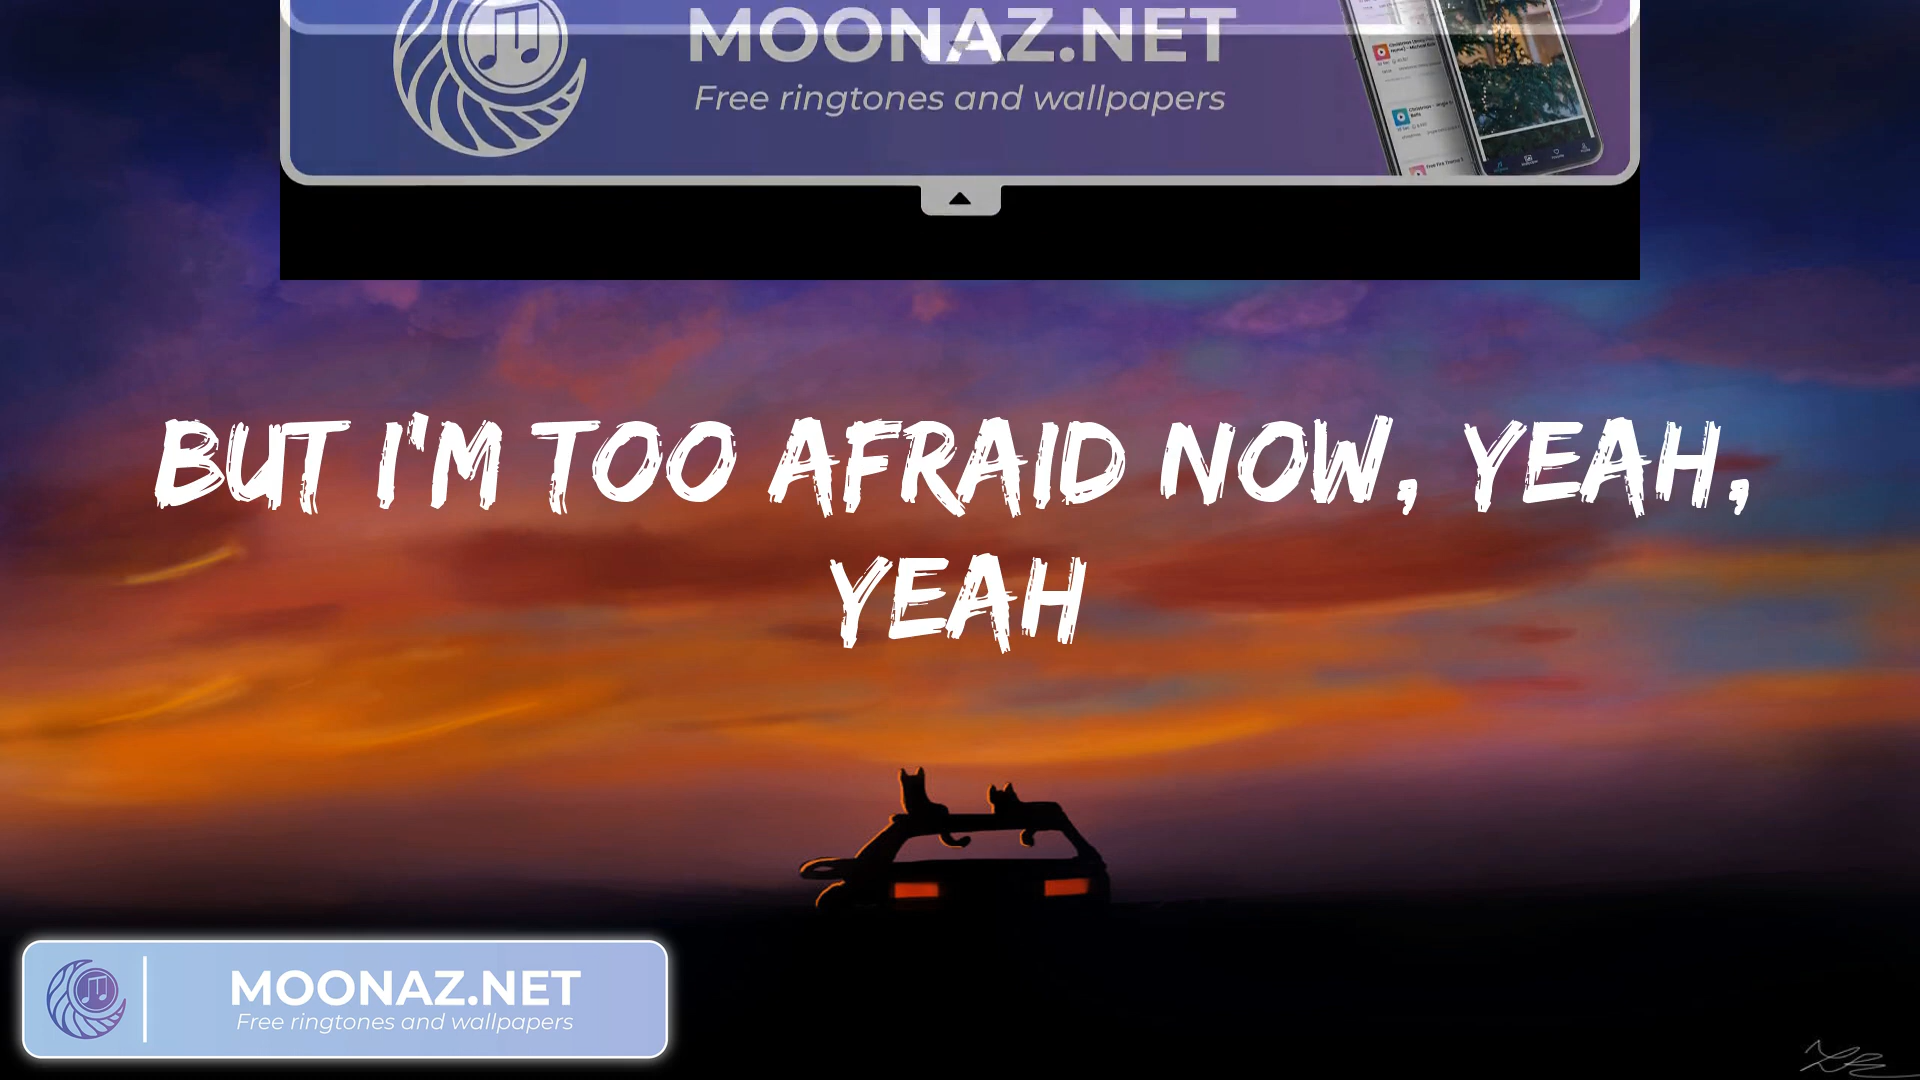 MOONAZ.NET
Free ringtones and wallpapers
BUT I'M TOO AFRAID NOW, YEAH,
YEAH
MOONAZ.NET
Free ringtones and wallpapers